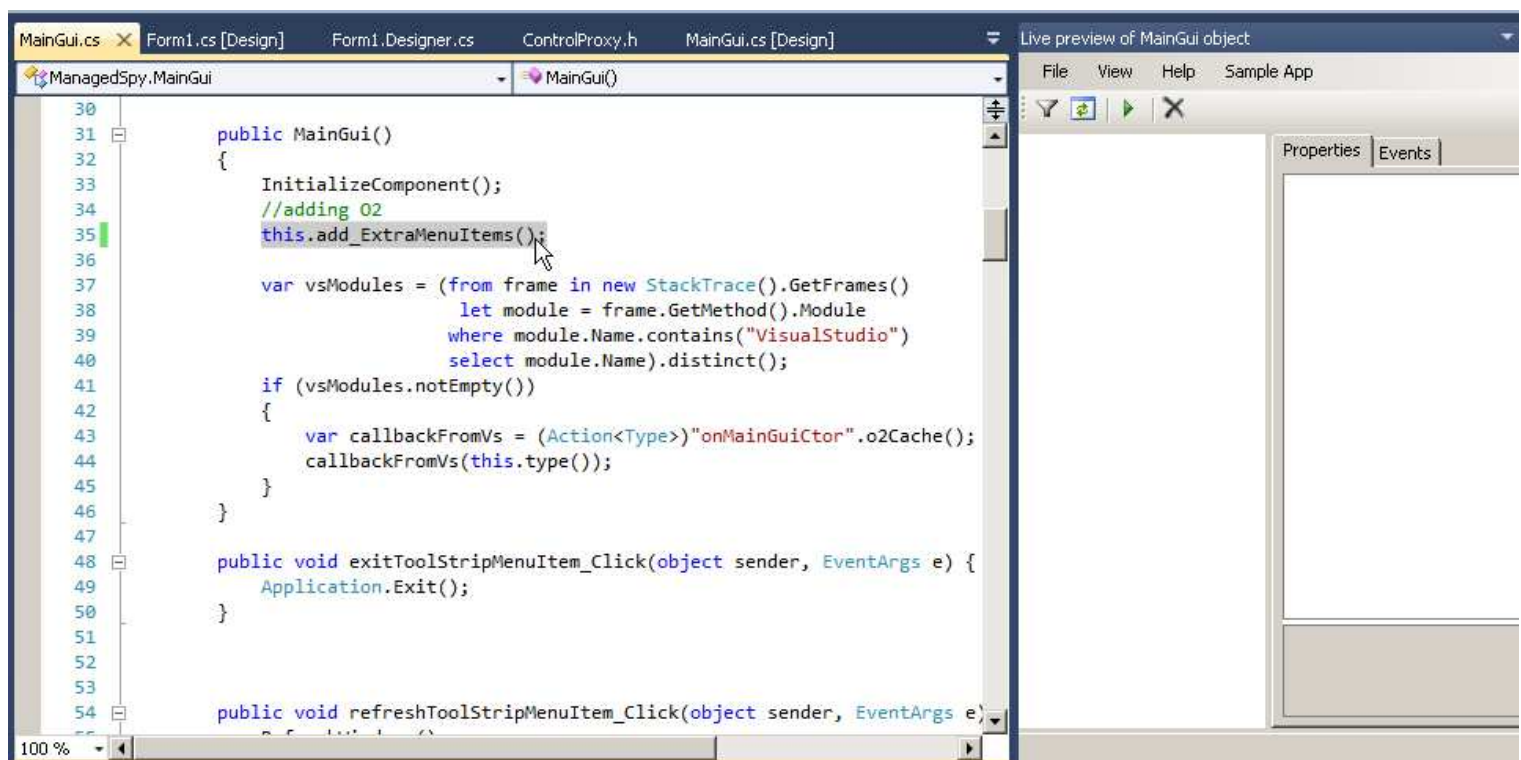 MainGui.cs Form1.cs [Design] Form1.Designer.cs ControlProxy.h MainGui.cs [Design]
ManagedSpy.MainGui MainGui()
30
31 public MainGui()
32 {
33 InitializeComponent();
34 //adding O2
35 this.add_ExtraMenuItems();
36
37 var vsModules = (from frame in new StackTrace().GetFrames()
38 let module = frame.GetMethod().Module
39 where module.Name.contains("VisualStudio")
40 select module.Name).distinct();
41 if (vsModules.notEmpty())
42 {
43 var callbackFromVs = (Action<Type>)"onMainGuiCtor".o2Cache();
44 callbackFromVs(this.type());
45 }
46 }
47
48 public void exitToolStripMenuItem_Click(object sender, EventArgs e) {
49 Application.Exit();
50 }
51
52
53
54 public void refreshToolStripMenuItem_Click(object sender, EventArgs e)
100 %
Live preview of MainGui object
File View Help Sample App
Properties Events